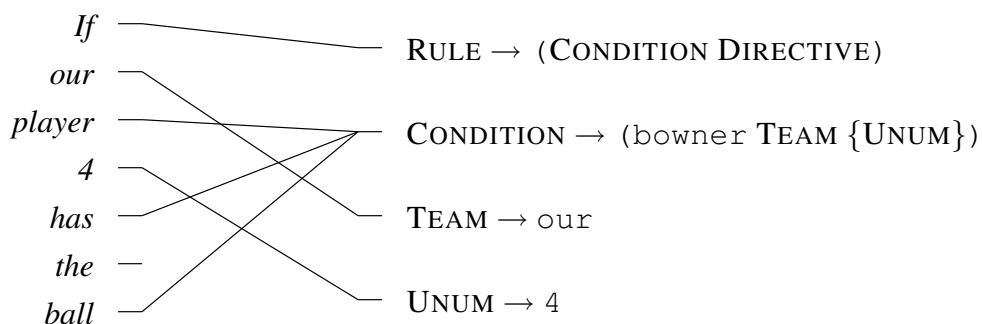 If
our
player
4
has
the
ball
RULE → (CONDITION DIRECTIVE)
CONDITION → (bowner TEAM {UNUM})
TEAM → our
UNUM → 4